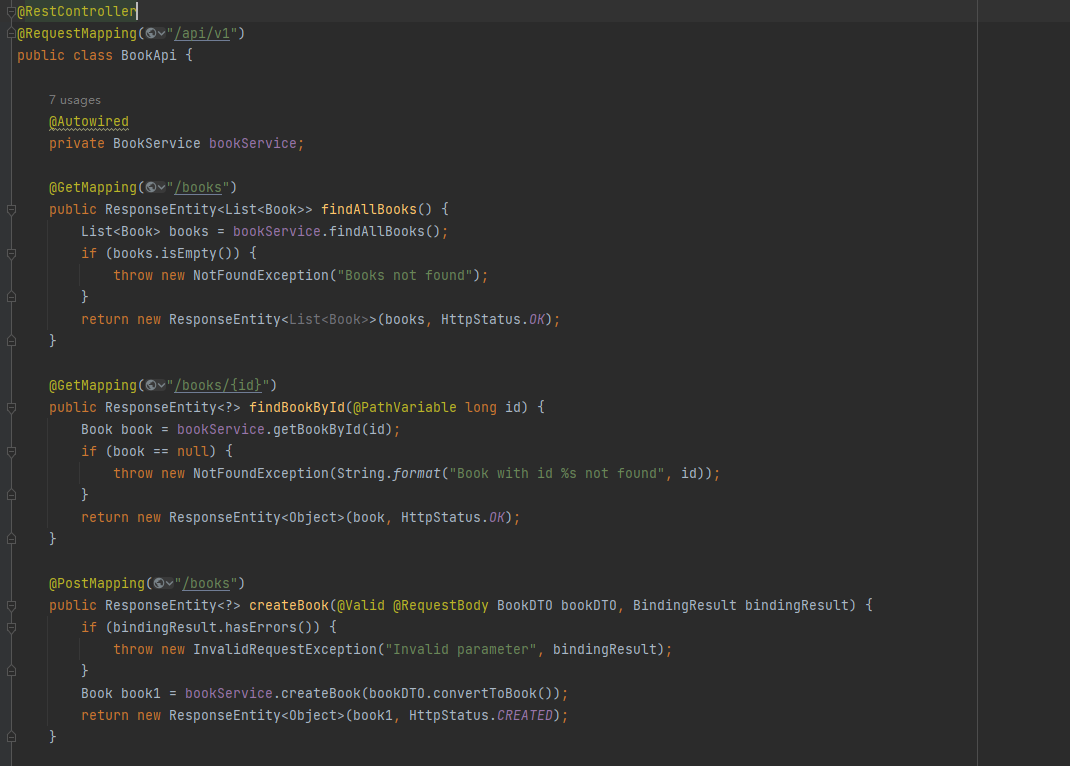 @RestController
@RequestMapping("/api/v1")
public class BookApi {
7 usages
@Autowired
private BookService bookService;
@GetMapping("/books")
public ResponseEntity<List<Book>> findAllBooks() {
List<Book> books = bookService.findAllBooks();
if (books.isEmpty()) {
throw new NotFoundException("Books not found");
}
return new ResponseEntity<List<Book>>(books, HttpStatus.OK);
}
@GetMapping("/books/{id}")
public ResponseEntity<?> findBookById(@PathVariable long id) {
Book book = bookService.getBookById(id);
if (book == null) {
throw new NotFoundException(String.format("Book with id %s not found", id));
}
return new ResponseEntity<Object>(book, HttpStatus.OK);
}
@PostMapping("/books")
public ResponseEntity<?> createBook(@Valid @RequestBody BookDTO bookDTO, BindingResult bindingResult) {
if (bindingResult.hasErrors()) {
throw new InvalidRequestException("Invalid parameter", bindingResult);
}
Book book1 = bookService.createBook(bookDTO.convertToBook());
return new ResponseEntity<Object>(book1, HttpStatus.CREATED);
}